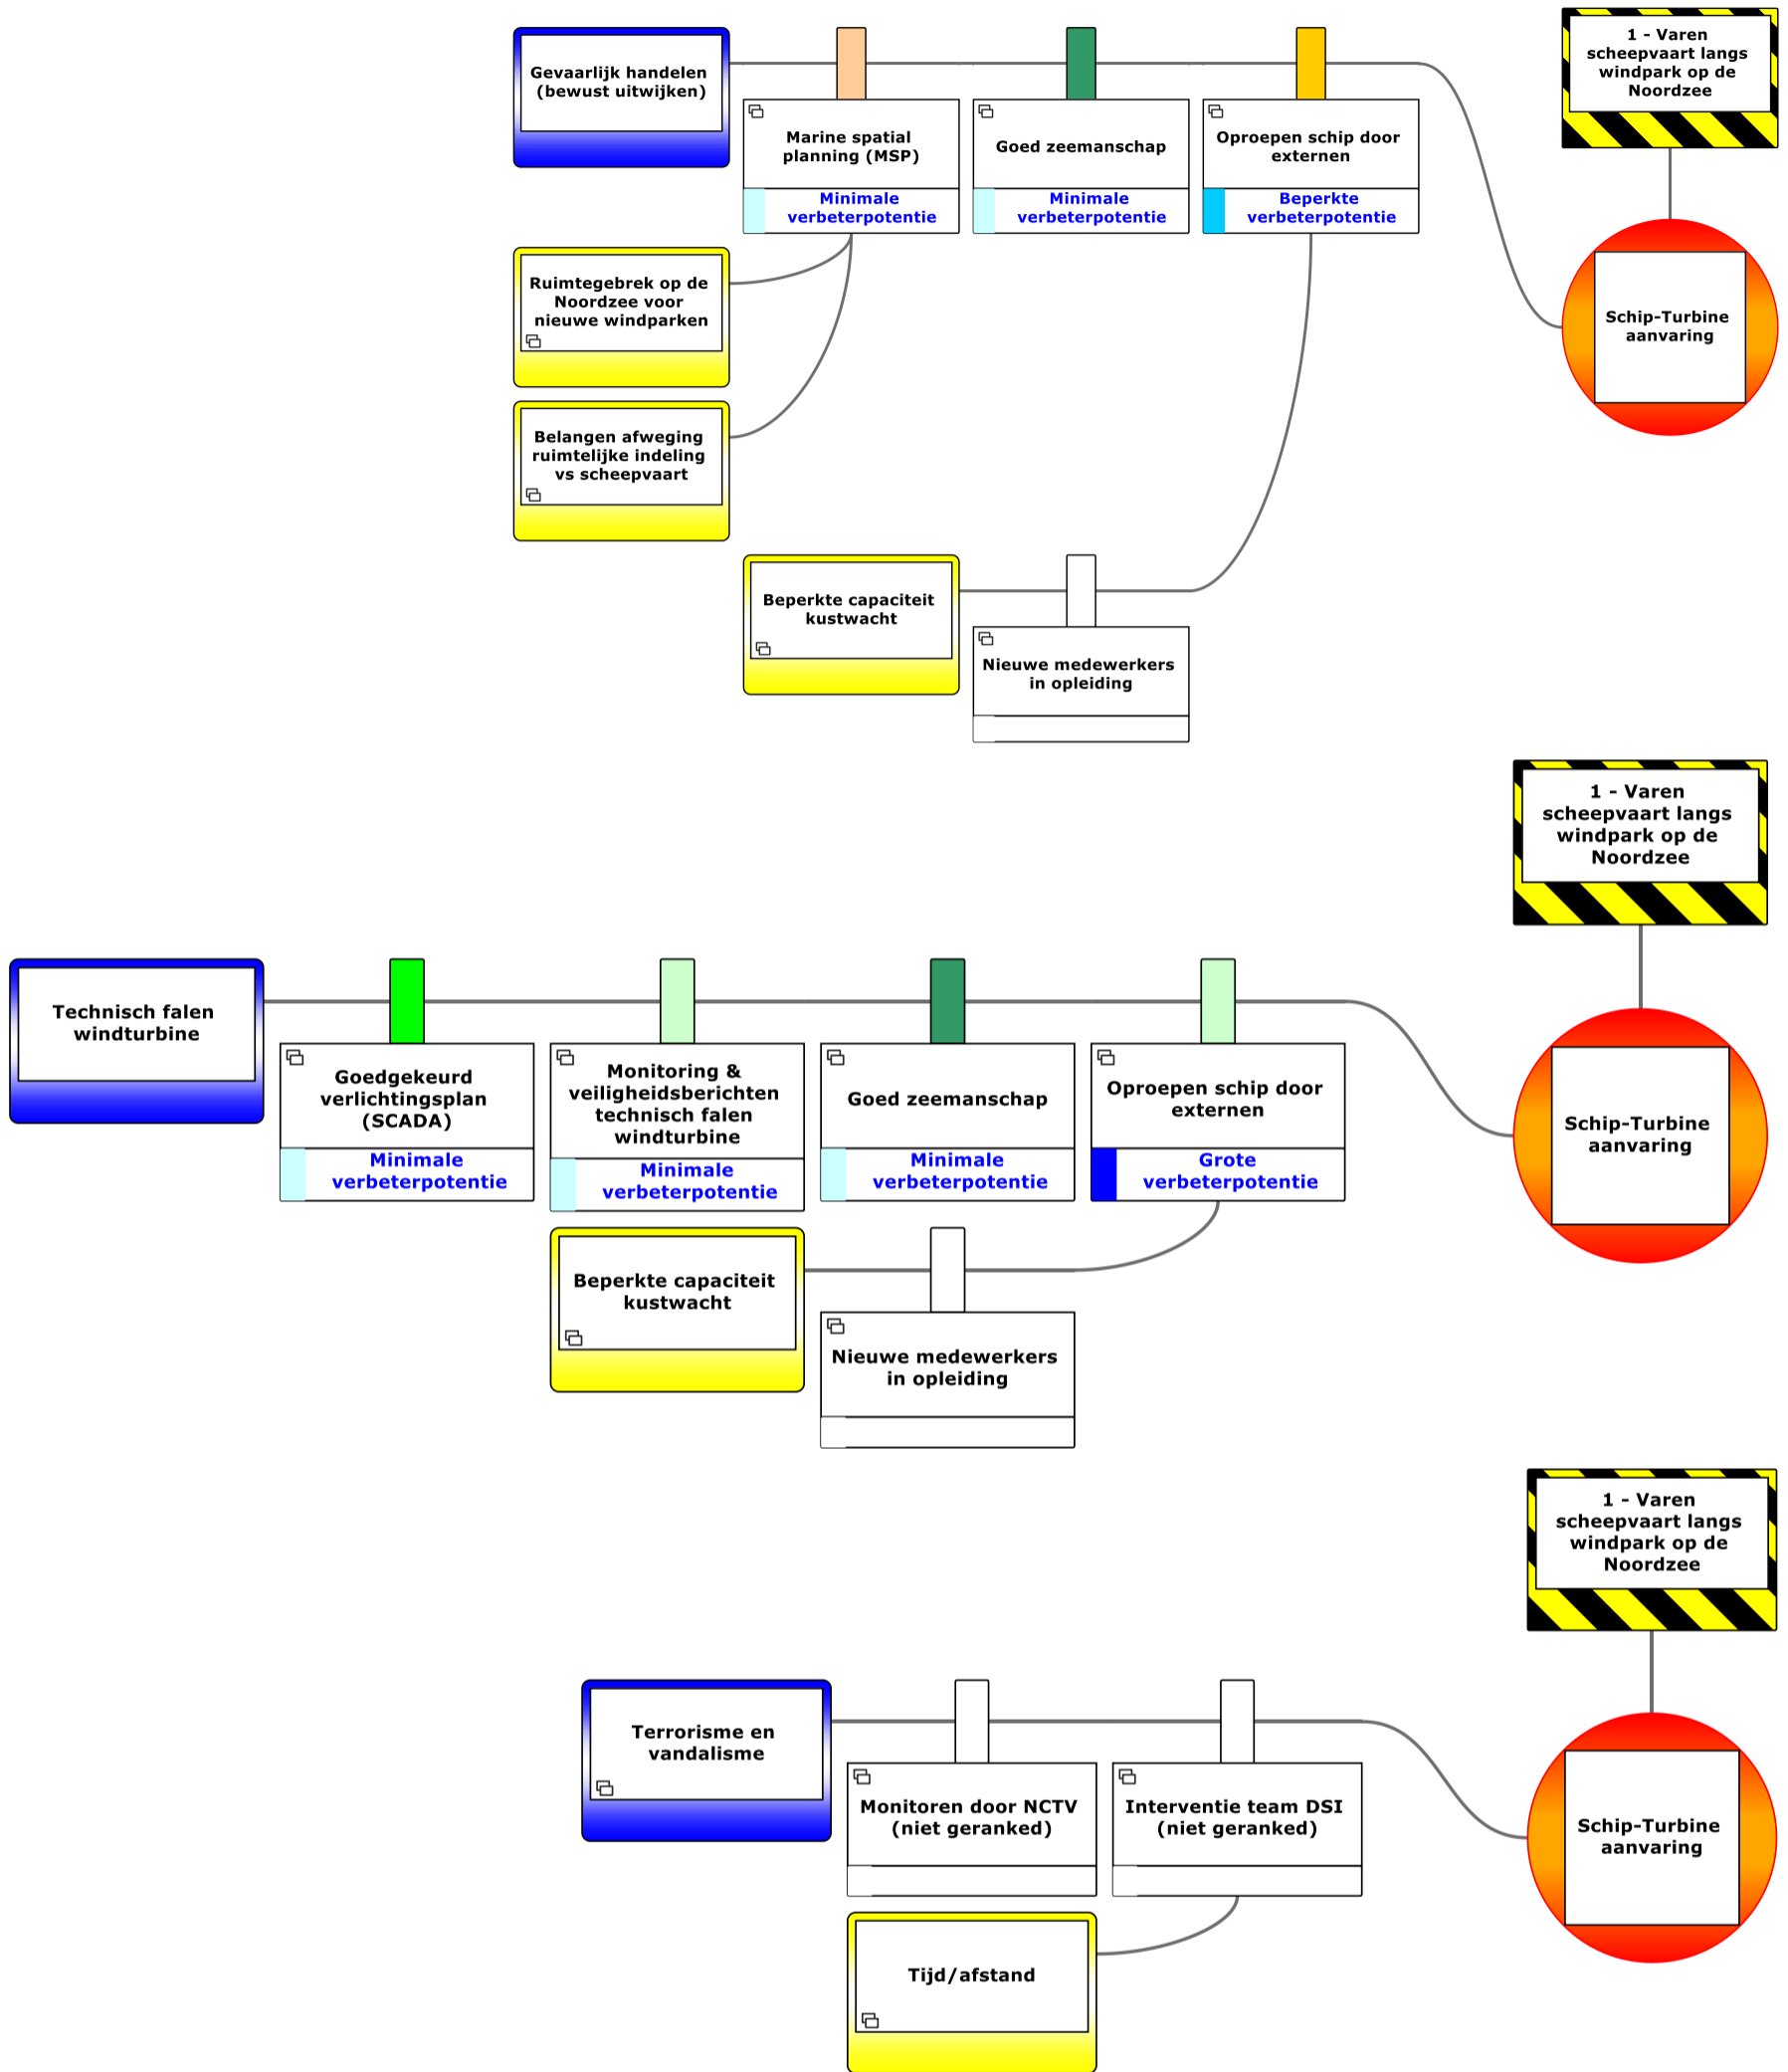 1 - Varen
scheepvaart langs
windpark op de
Noordzee
Gevaarlijk handelen
(bewust uitwijken)
Marine spatial
planning (MSP)
Minimale
verbeterpotentie
Goed zeemanschap
Minimale
verbeterpotentie
Oproepen schip door
externen
Beperkte
verbeterpotentie
Schip-Turbine
aanvaring
Ruimtegebrek op de
Noordzee voor
nieuwe windparken
Belangen afweging
ruimtelijke indeling
vs scheepvaart
Beperkte capaciteit
kustwacht
Nieuwe medewerkers
in opleiding
1 - Varen
scheepvaart langs
windpark op de
Noordzee
Technisch falen
windturbine
Goedgekeurd
verlichtingsplan
(SCADA)
Minimale
verbeterpotentie
Monitoring &
veiligheidsberichten
technisch falen
windturbine
Minimale
verbeterpotentie
Goed zeemanschap
Minimale
verbeterpotentie
Oproepen schip door
externen
Grote
verbeterpotentie
Schip-Turbine
aanvaring
Beperkte capaciteit
kustwacht
Nieuwe medewerkers
in opleiding
1 - Varen
scheepvaart langs
windpark op de
Noordzee
Terrorisme en
vandalisme
Monitoren door NCTV
(niet geranked)
Interventie team DSI
(niet geranked)
Schip-Turbine
aanvaring
Tijd/afstand